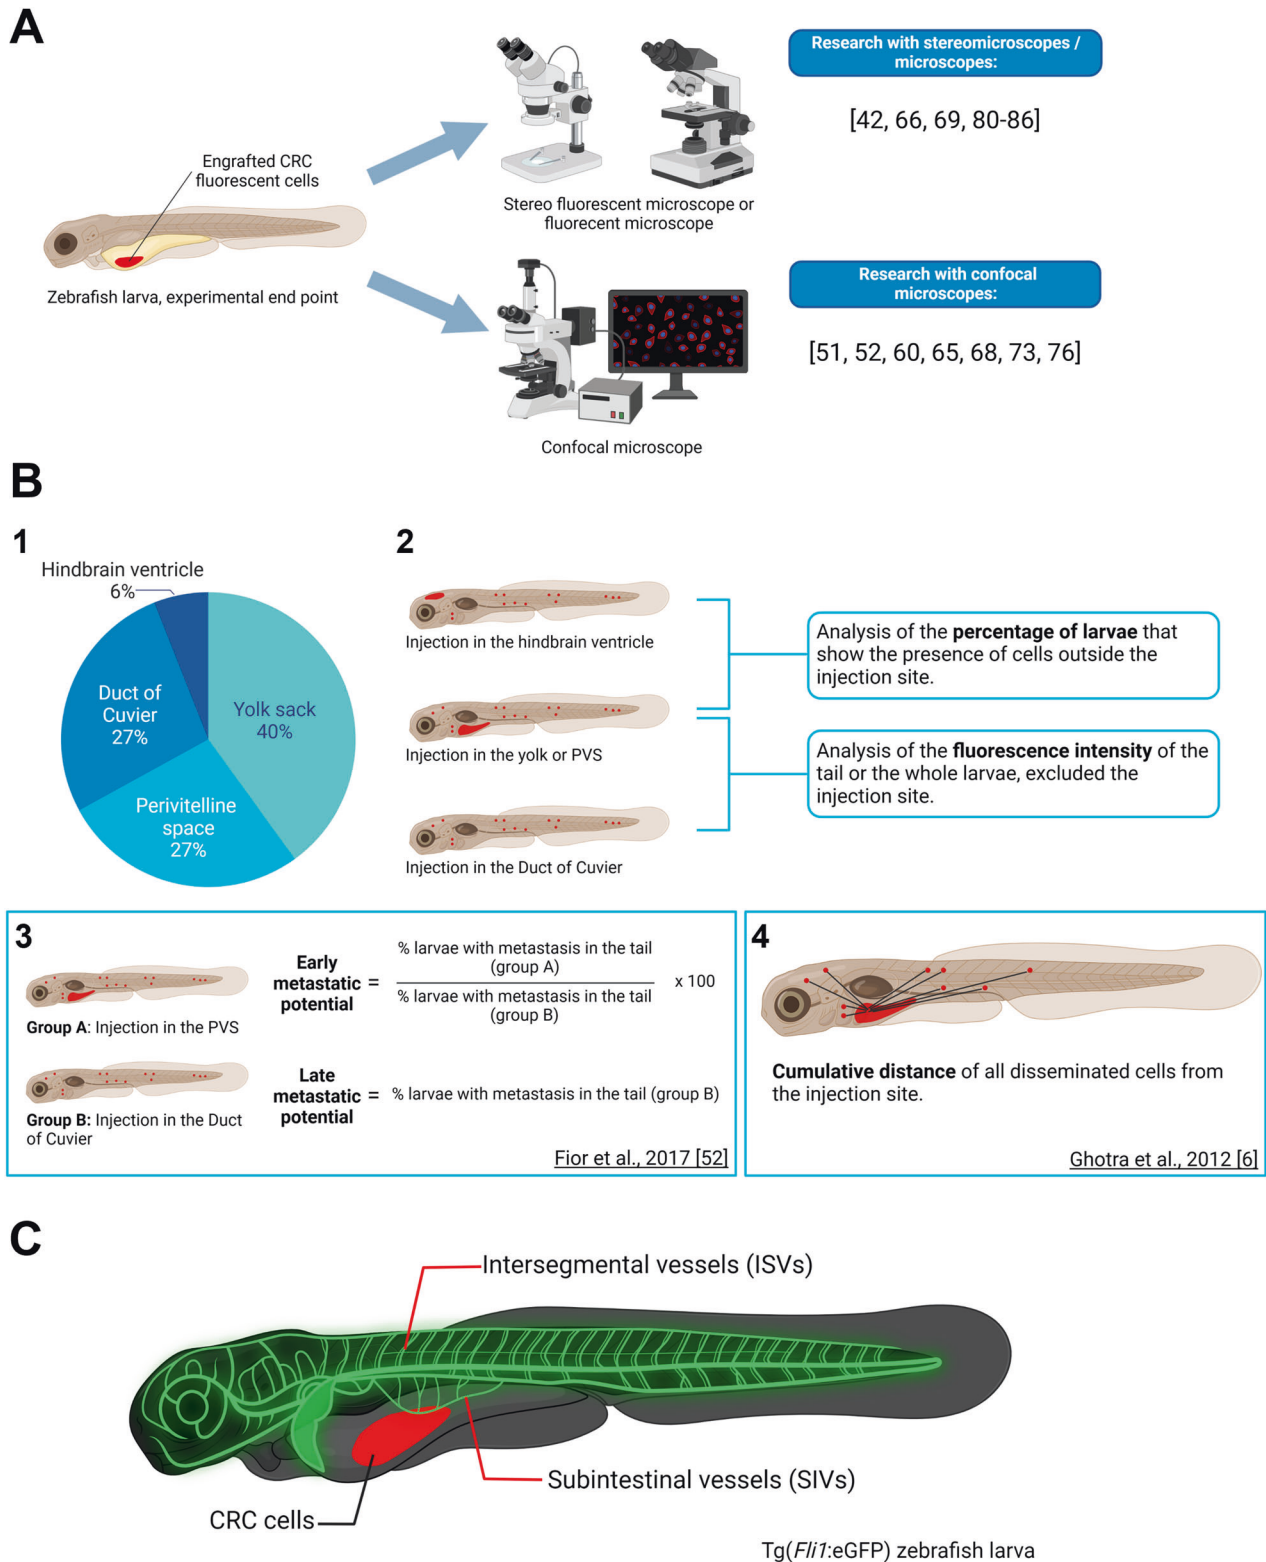 A
Engrafted CRC
fluorescent cells
Zebrafish larva, experimental end point
Stereo fluorescent microscope or
fluorecent microscope
Research with stereomicroscopes /
microscopes:
[42, 66, 69, 80-86]
Confocal microscope
Research with confocal
microscopes:
[51, 52, 60, 65, 68, 73, 76]
B
1
Hindbrain ventricle
6%
Duct of
Cuvier
27%
Yolk sack
40%
Perivitelline
space
27%
2
Injection in the hindbrain ventricle
Injection in the yolk or PVS
Injection in the Duct of Cuvier
Analysis of the percentage of larvae that
show the presence of cells outside the
injection site.
Analysis of the fluorescence intensity of the
tail or the whole larvae, excluded the
injection site.
3
Group A: Injection in the PVS
Group B: Injection in the Duct
of Cuvier
Early
metastatic
potential
=
% larvae with metastasis in the tail
(group A)
% larvae with metastasis in the tail
(group B)
x 100
Late
metastatic
potential
= % larvae with metastasis in the tail (group B)
Fior et al., 2017 [52]
4
Cumulative distance of all disseminated cells from
the injection site.
Ghotra et al., 2012 [6]
C
Intersegmental vessels (ISVs)
Subintestinal vessels (SIVs)
CRC cells
Tg(Fli1:eGFP) zebrafish larva